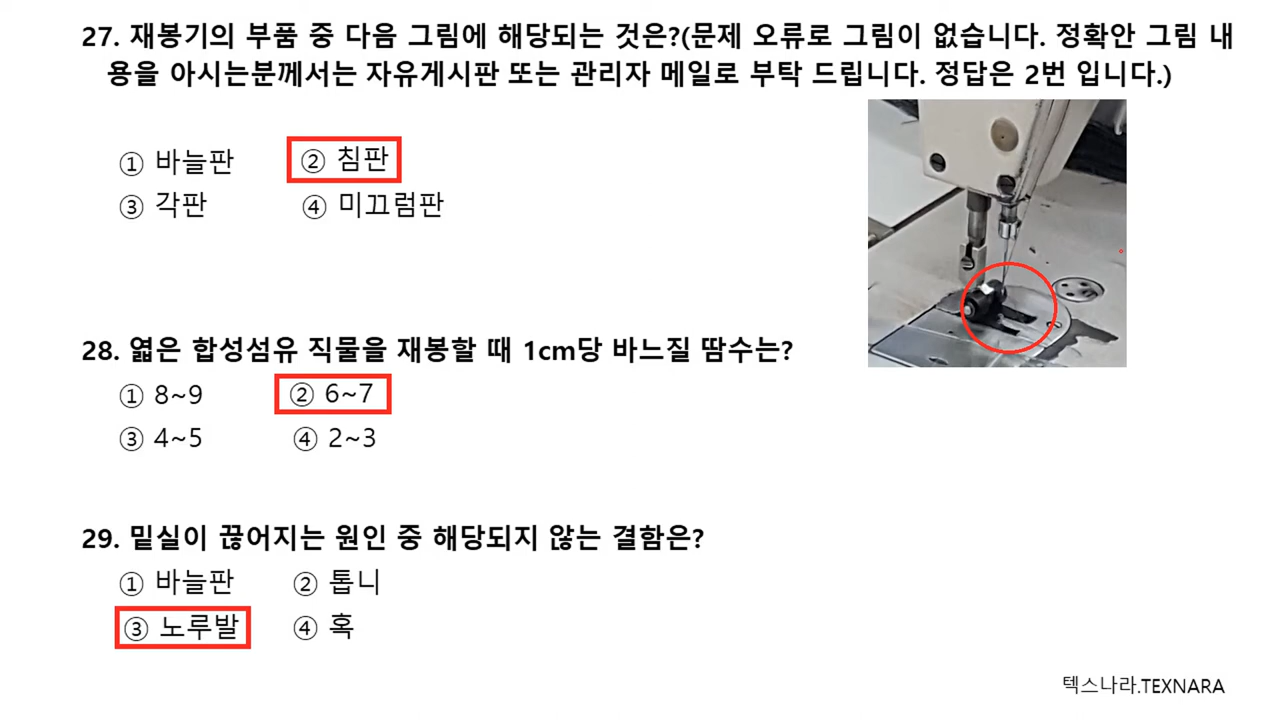 27. 재봉기의 부품 중 다음 그림에 해당되는 것은?(문제 오류로 그림이 없습니다. 정확안 그림 내
용을 아시는분께서는 자유게시판 또는 관리자 메일로 부탁 드립니다. 정답은 2번 입니다.)
① 바늘판 ② 침판
③ 각판 ④ 미끄럼판
28. 엷은 합성섬유 직물을 재봉할 때 1cm당 바느질 땀수는?
① 8~9 ② 6~7
③ 4~5 ④ 2~3
29. 밑실이 끊어지는 원인 중 해당되지 않는 결함은?
① 바늘판 ② 톱니
③ 노루발 ④ 혹
텍스나라.TEXNARA